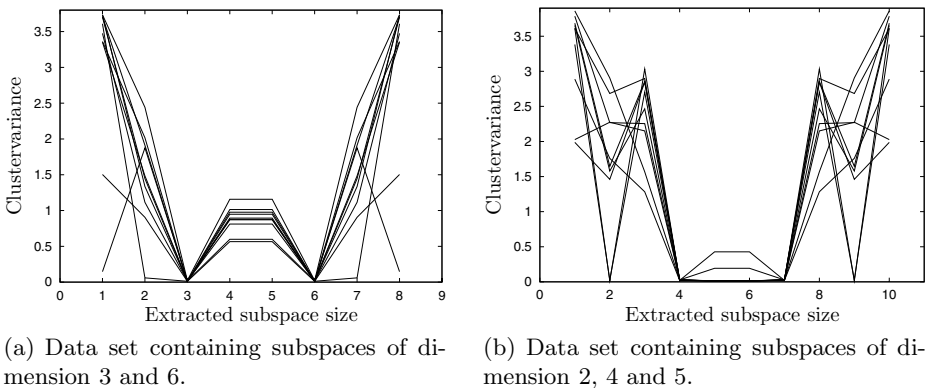 3.5
3
2.5
2
1.5
1
0.5
0
Clustervariance
0 1 2 3 4 5 6 7 8 9
Extracted subspace size
(a) Data set containing subspaces of di-
mension 3 and 6.
3.5
3
2.5
2
1.5
1
0.5
0
Clustervariance
0 2 4 6 8 10
Extracted subspace size
(b) Data set containing subspaces of di-
mension 2, 4 and 5.